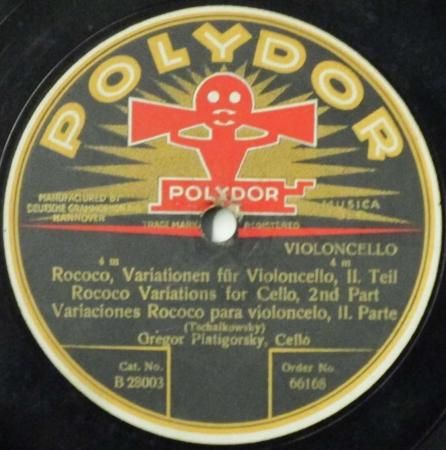 POLYDOR
POLYDOR
MANUFACTURED BY
DEUTSCHE GRAMMOPHON
HANNOVER
MUSICA
TRADE MARK REGISTERED
VIOLONCELLO
4 m 4 m
Rococo, Variationen für Violoncello, II. Teil
Rococo Variations for Cello, 2nd Part
Variaciones Rococo para violoncelo, II. Parte
(Tschaikowsky)
Gregor Piatigorsky, Cello
Cat. No.
B 28003
Order No.
66168